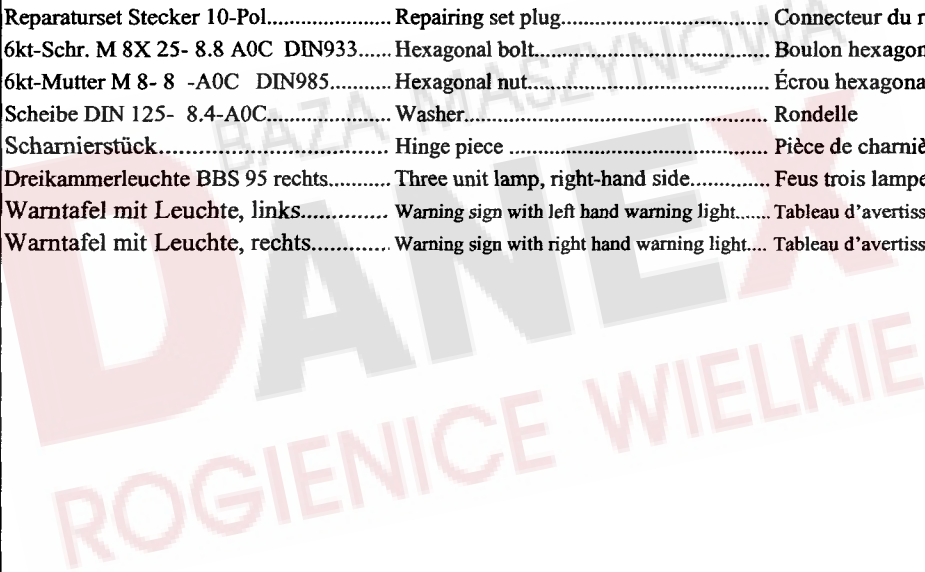 Reparaturset Stecker 10-Pol..................... Repairing set plug................................... Connecteur du r
6kt-Schr. M 8X 25- 8.8 A0C DIN933...... Hexagonal bolt........................................ Boulon hexagon
6kt-Mutter M 8- 8 -A0C DIN985........... Hexagonal nut......................................... Écrou hexagona
Scheibe DIN 125- 8.4-A0C..................... Washer.................................................... Rondelle
Scharnierstück................................. Hinge piece ............................................ Pièce de charniè
Dreikammerleuchte BBS 95 rechts........... Three unit lamp, right-hand side............. Feus trois lampe
Warntafel mit Leuchte, links.............. Warning sign with left hand warning light....... Tableau d'avertiss
Warntafel mit Leuchte, rechts............. Warning sign with right hand warning light.... Tableau d'avertiss
BAZA MASZYNOWA
DANEX
ROGIENICE WIELKIE